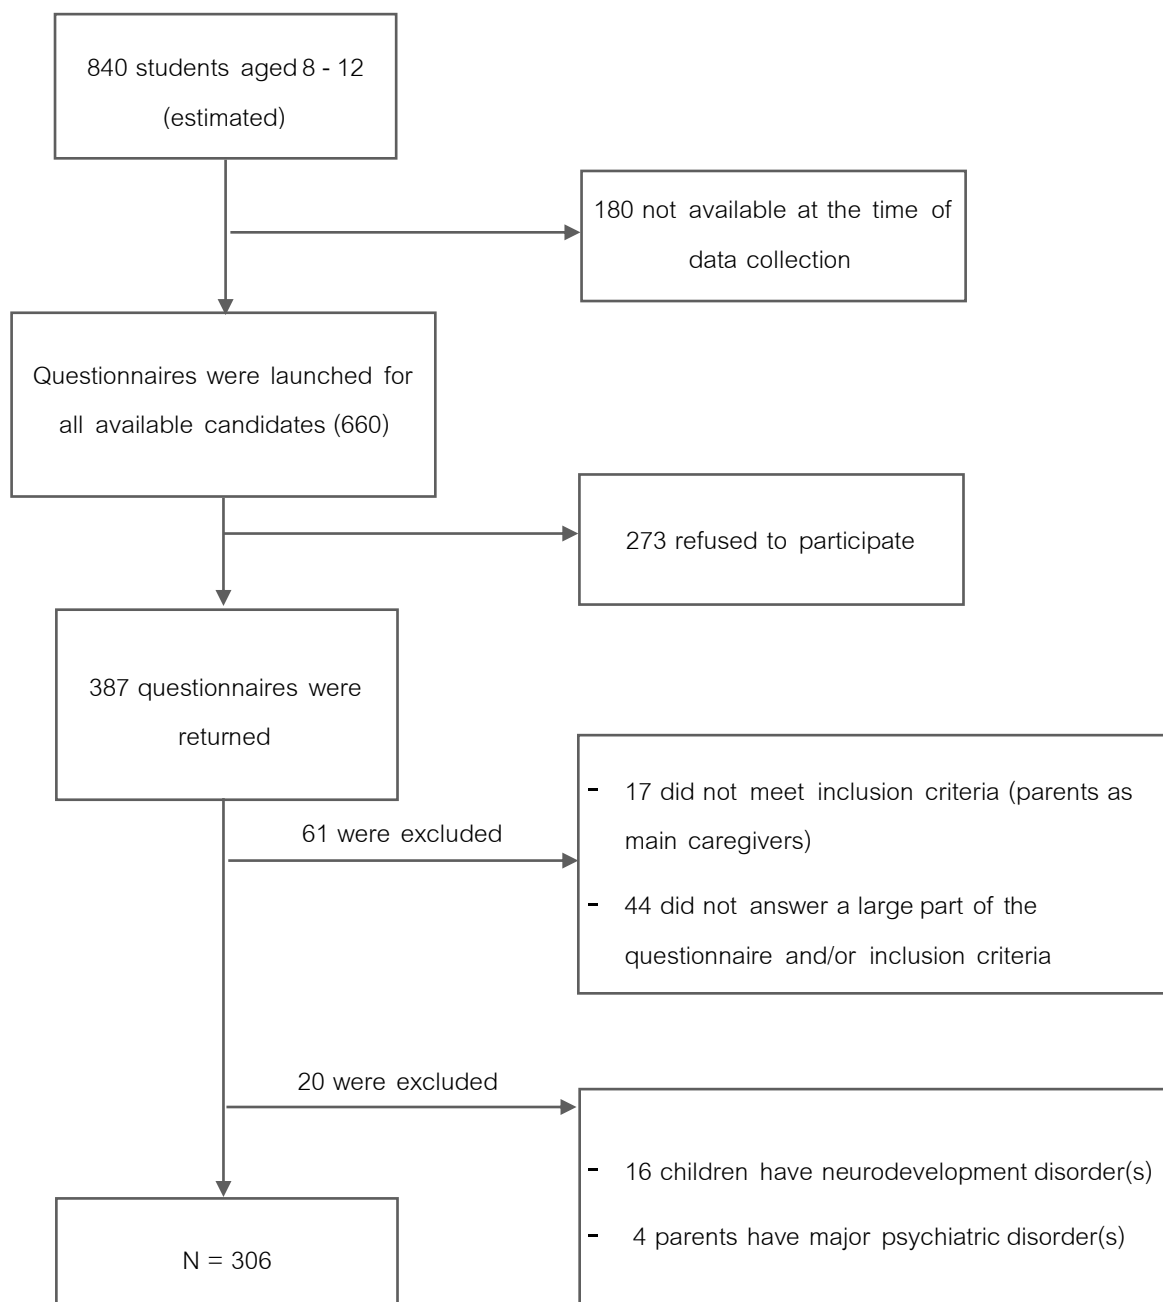 840 students aged 8 - 12
(estimated)
180 not available at the time of
data collection
Questionnaires were launched for
all available candidates (660)
273 refused to participate
387 questionnaires were
returned
61 were excluded
- 17 did not meet inclusion criteria (parents as
main caregivers)
- 44 did not answer a large part of the
questionnaire and/or inclusion criteria
20 were excluded
- 16 children have neurodevelopment disorder(s)
- 4 parents have major psychiatric disorder(s)
N = 306